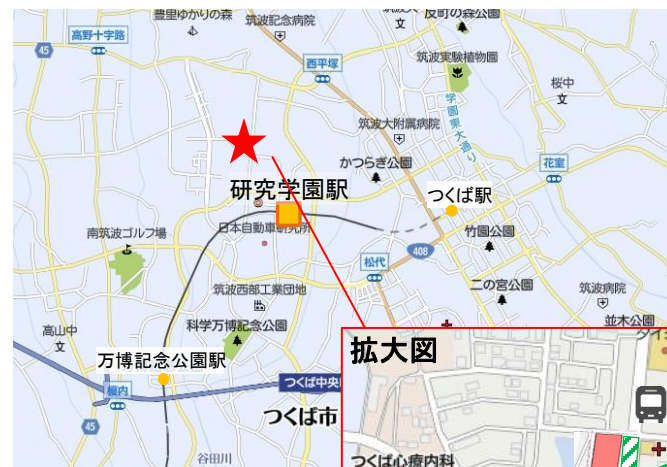 豊里ゆかりの森
筑波記念病院
反町の森公園
高野十字路
45
西平塚
筑波実験植物園
桜中
学園東大通り
筑波大附属病院
かつらぎ公園
花室
研究学園駅
つくば駅
日本自動車研究所
竹園公園
南筑波ゴルフ場
408
松代
筑波西部工業団地
二の宮公園
筑波病院
科学万博記念公園
並木公園
高山中
拡大図
万博記念公園駅
つくば中央
榎内
つくば市
45
谷田川
つくば心療内科